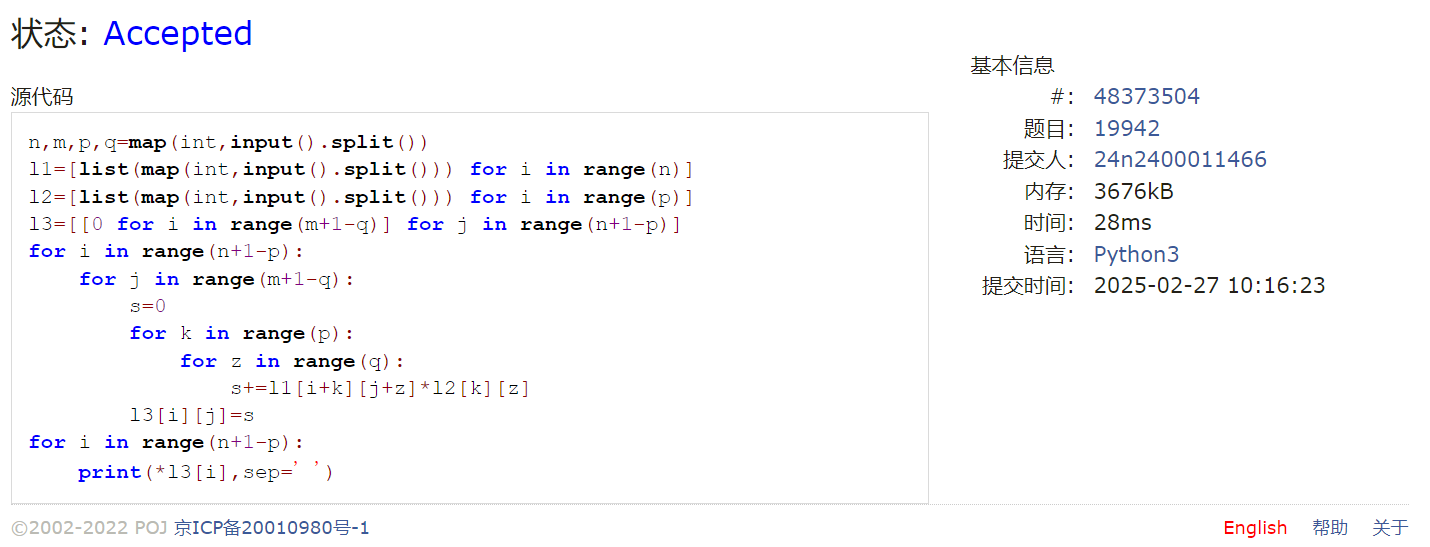 状态: Accepted
源代码
n,m,p,q=map(int,input().split())
l1=[list(map(int,input().split())) for i in range(n)]
l2=[list(map(int,input().split())) for i in range(p)]
l3=[[0 for i in range(m+1-q)] for j in range(n+1-p)]
for i in range(n+1-p):
    for j in range(m+1-q):
        s=0
        for k in range(p):
            for z in range(q):
                s+=l1[i+k][j+z]*l2[k][z]
        l3[i][j]=s
for i in range(n+1-p):
    print(*l3[i],sep=' ')
基本信息
#: 48373504
题目: 19942
提交人: 24n2400011466
内存: 3676kB
时间: 28ms
语言: Python3
提交时间: 2025-02-27 10:16:23
©2002-2022 POJ 京ICP备20010980号-1
English 帮助 关于